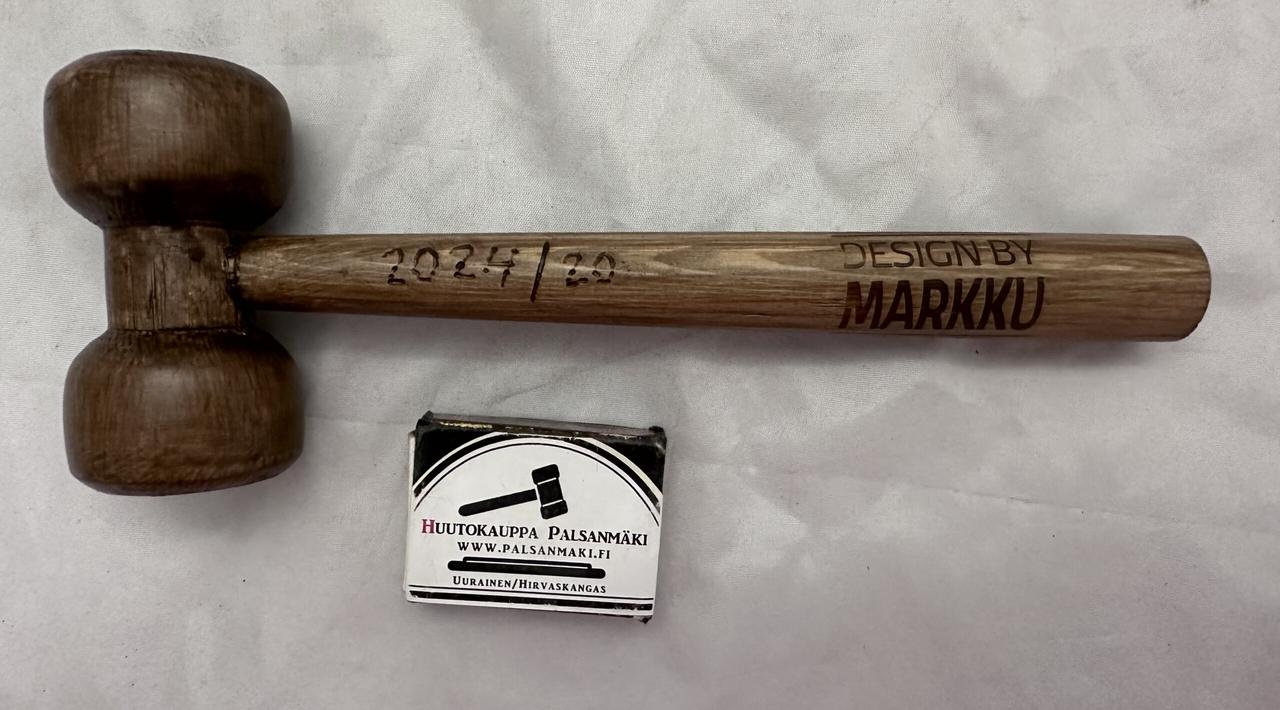 2024/20
DESIGN BY
MARKKU
HUUTOKAUPPA PALSANMÄKI
WWW.PALSANMAKI.FI
UURAINEN/HIRVASKANGAS